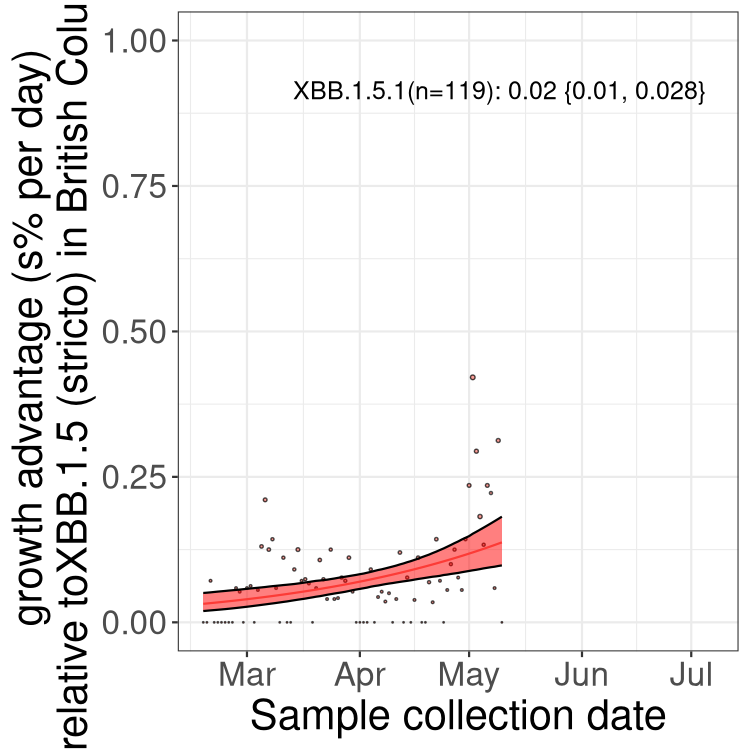 growth advantage (s% per day)
relative toXBB.1.5 (stricto) in British Colu
1.00
0.75
0.50
0.25
0.00
XBB.1.5.1(n=119): 0.02 {0.01, 0.028}
Mar Apr May Jun Jul
Sample collection date